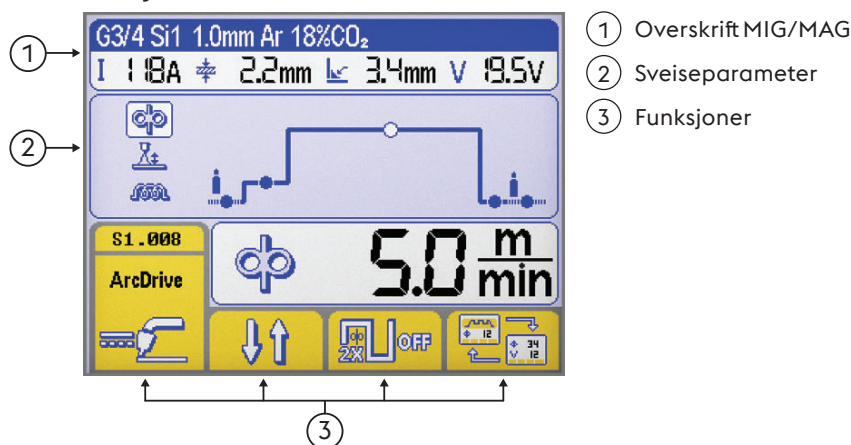 G3/4 Si1 1.0mm Ar 18%CO₂
I 118A 2.2mm 3.4mm V 19.5V
1
2
S1.008
ArcDrive
5.0 m/min
2X OFF
12
34
V 12
3
1 Overskrift MIG/MAG
2 Sveiseparameter
3 Funksjoner